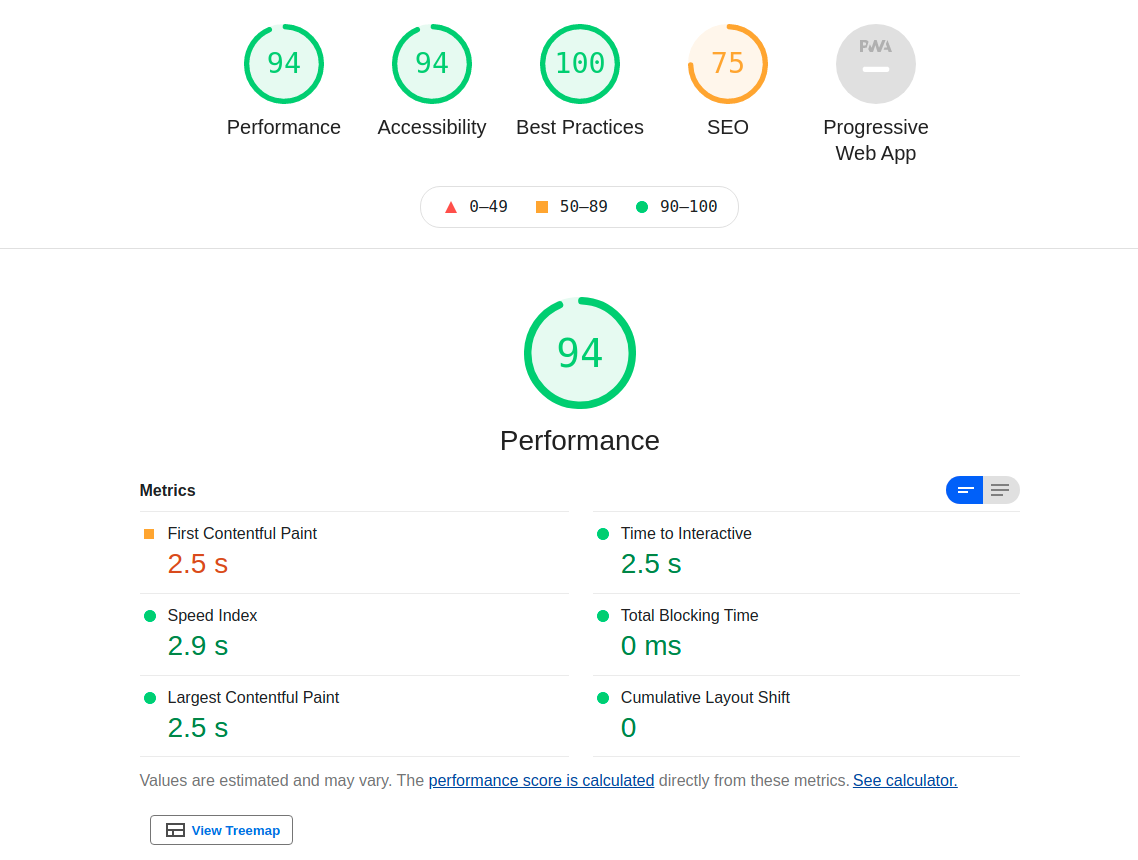 94 94 100 75 PWA
Performance Accessibility Best Practices SEO Progressive
Web App
0–49 50–89 90–100
94
Performance
Metrics
First Contentful Paint Time to Interactive
2.5 s 2.5 s
Speed Index Total Blocking Time
2.9 s 0 ms
Largest Contentful Paint Cumulative Layout Shift
2.5 s 0
Values are estimated and may vary. The performance score is calculated directly from these metrics. See calculator.
View Treemap